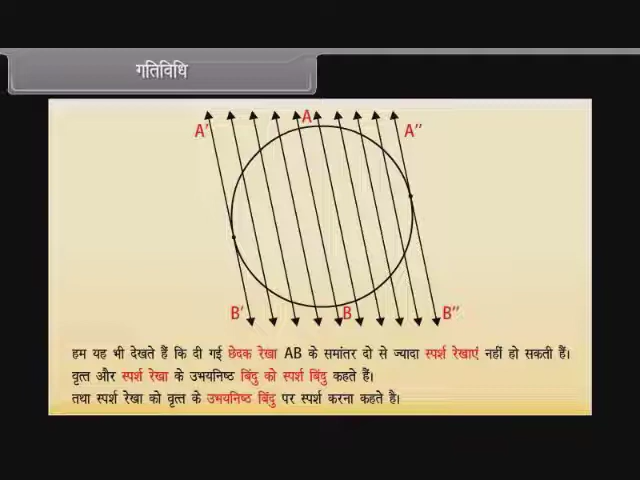 गतिविधि
A' A A"
B' B B"
हम यह भी देखते हैं कि दी गई छेदक रेखा AB के समांतर दो से ज्यादा स्पर्श रेखाएं नहीं हो सकती हैं।
वृत्त और स्पर्श रेखा के उभयनिष्ठ बिंदु को स्पर्श बिंदु कहते हैं।
तथा स्पर्श रेखा को वृत्त के उभयनिष्ठ बिंदु पर स्पर्श करना कहते है।